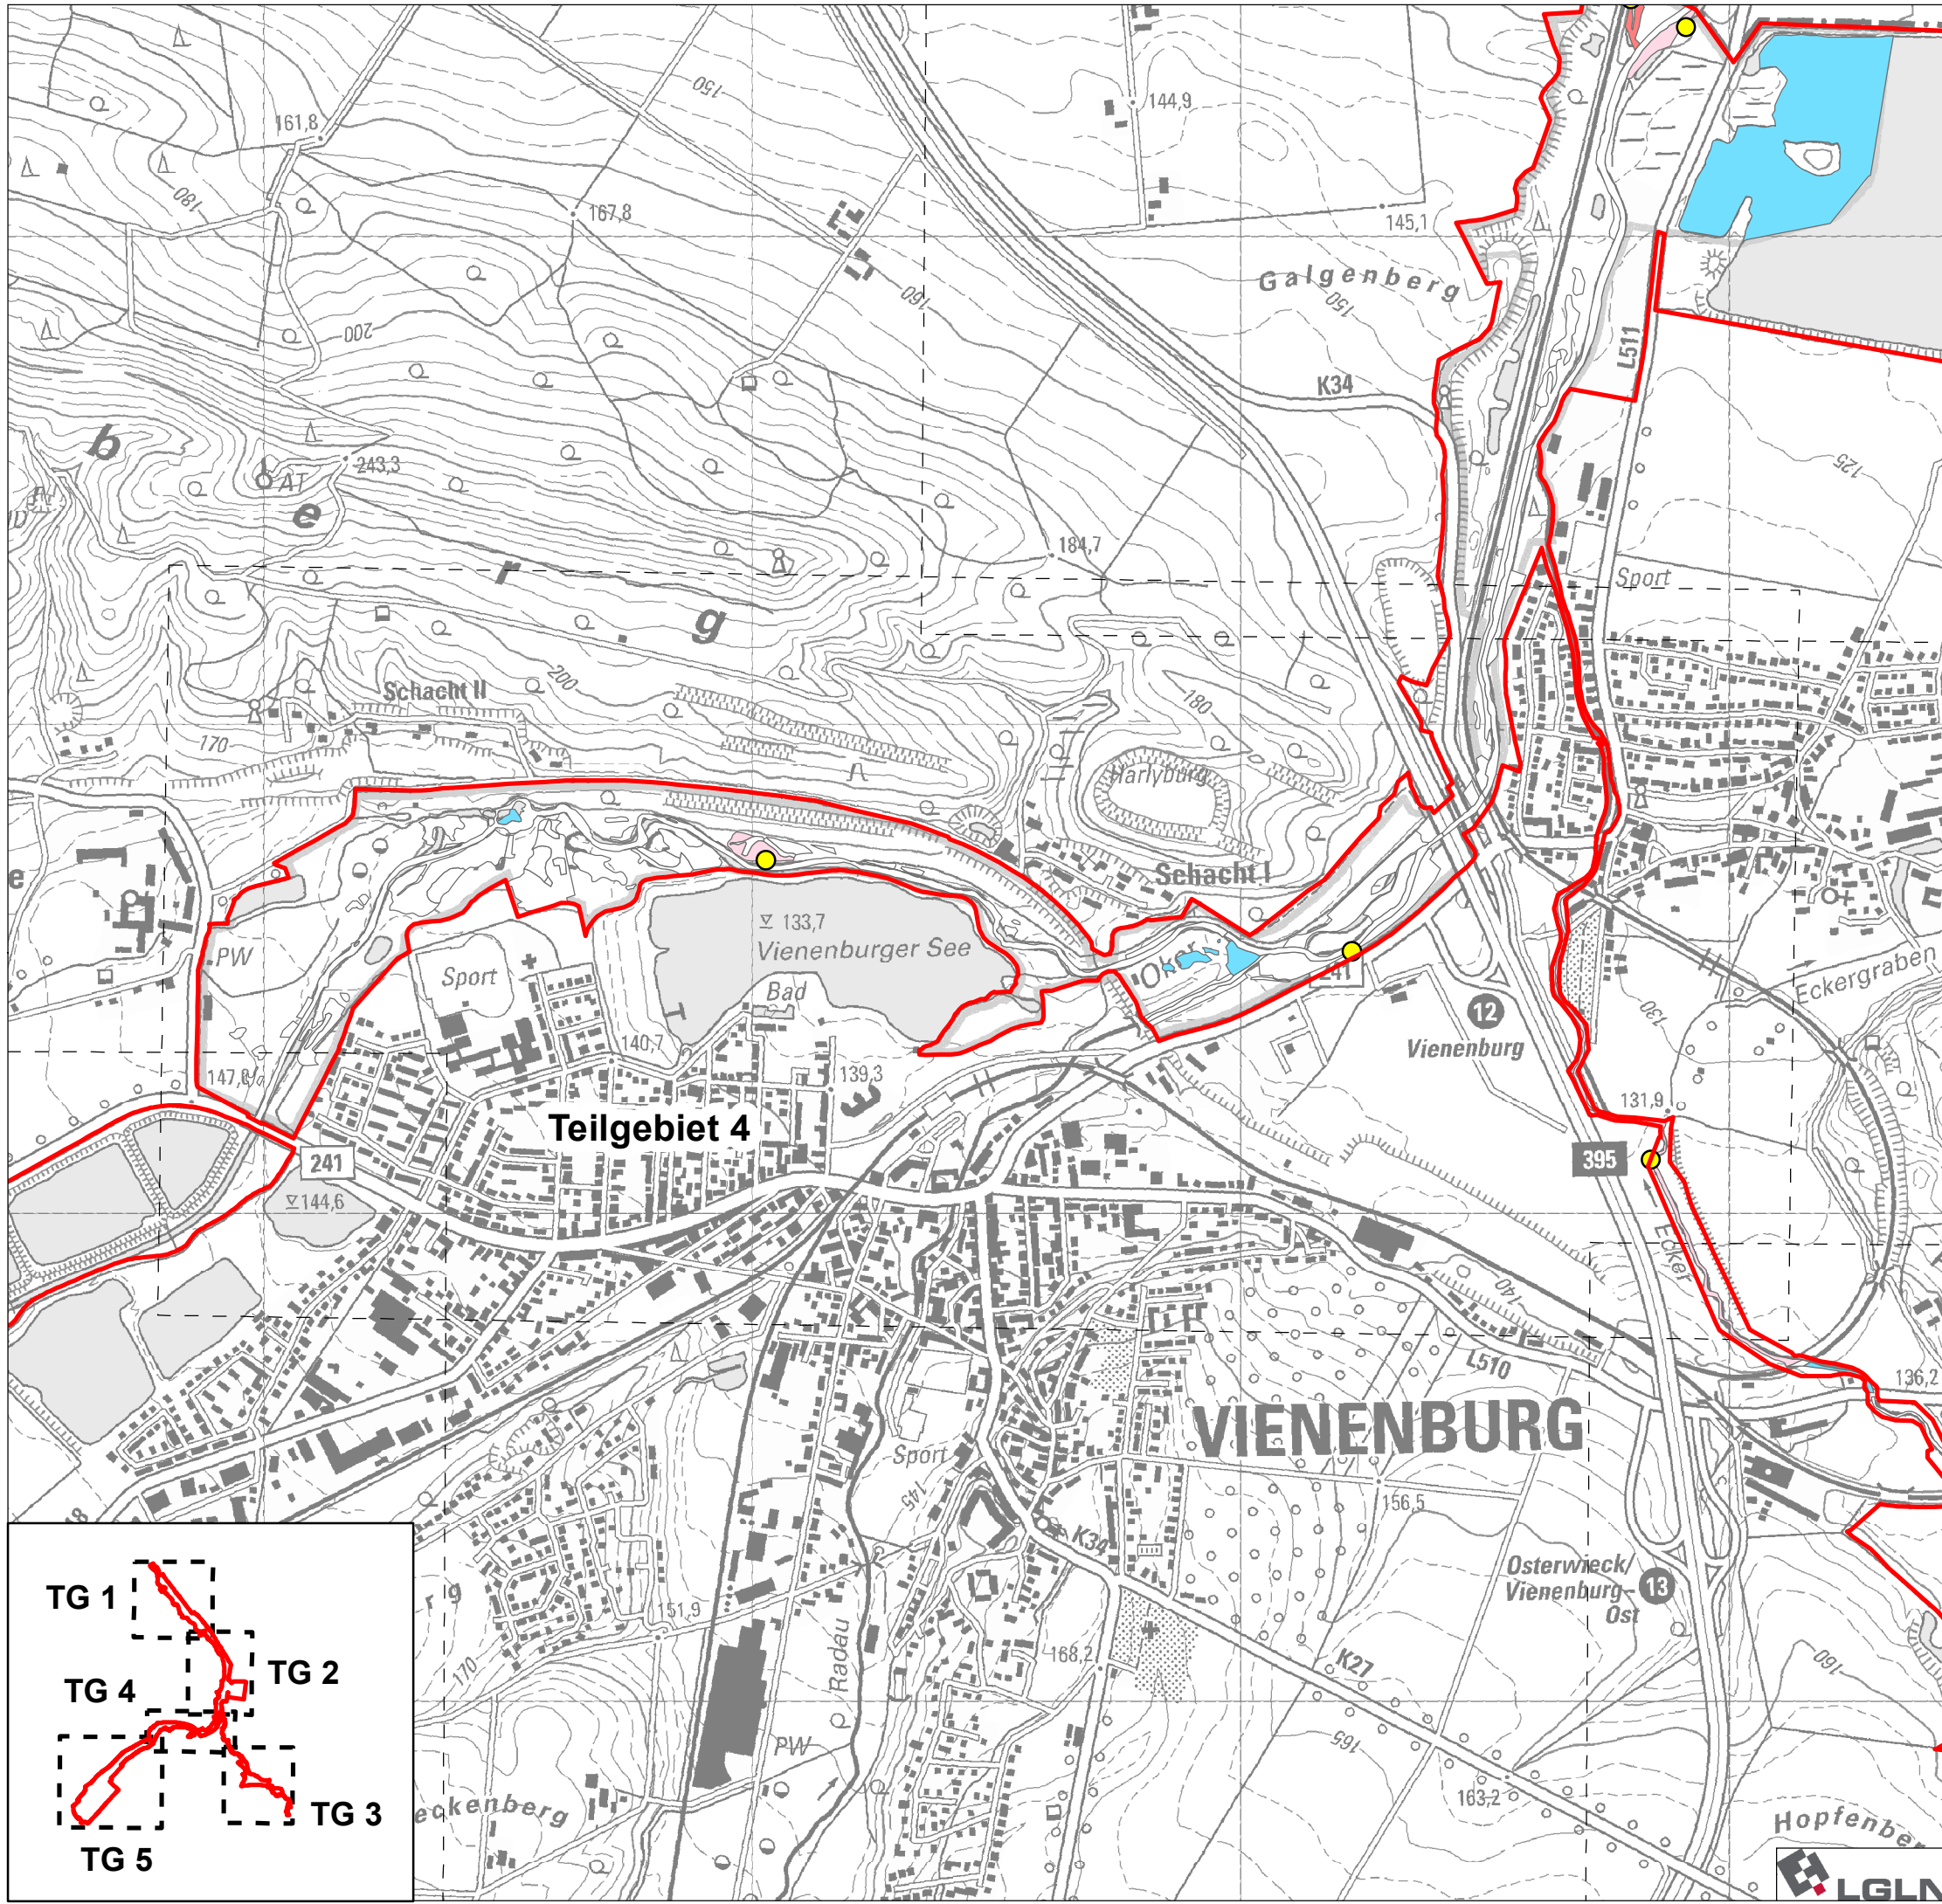 150
144,9
161,8
180
167,8
145,1
Galgenberg
150
160
200
L511
K34
125
b
243,3
AT
e
r
184,7
Sport
g
200
Schacht II
180
170
Harlyburg
e
Schacht I
133,7
Vienenburger See
Oker
241
PW
Sport
Bad
Eckergraben
12
Vienenburg
130
140,7
139,3
147,0
131,9
Teilgebiet 4
241
395
144,6
Ecker
140
L510
136,2
VIENENBURG
Sport
145
156,5
18
K34
Osterwieck/
Vienenburg-
Ost
13
r g
151,9
Radau
168,2
K27
160
170
PW
165
163,2
eckenberg
Hopfenber
TG 1
TG 2
TG 4
TG 3
TG 5
LGLN